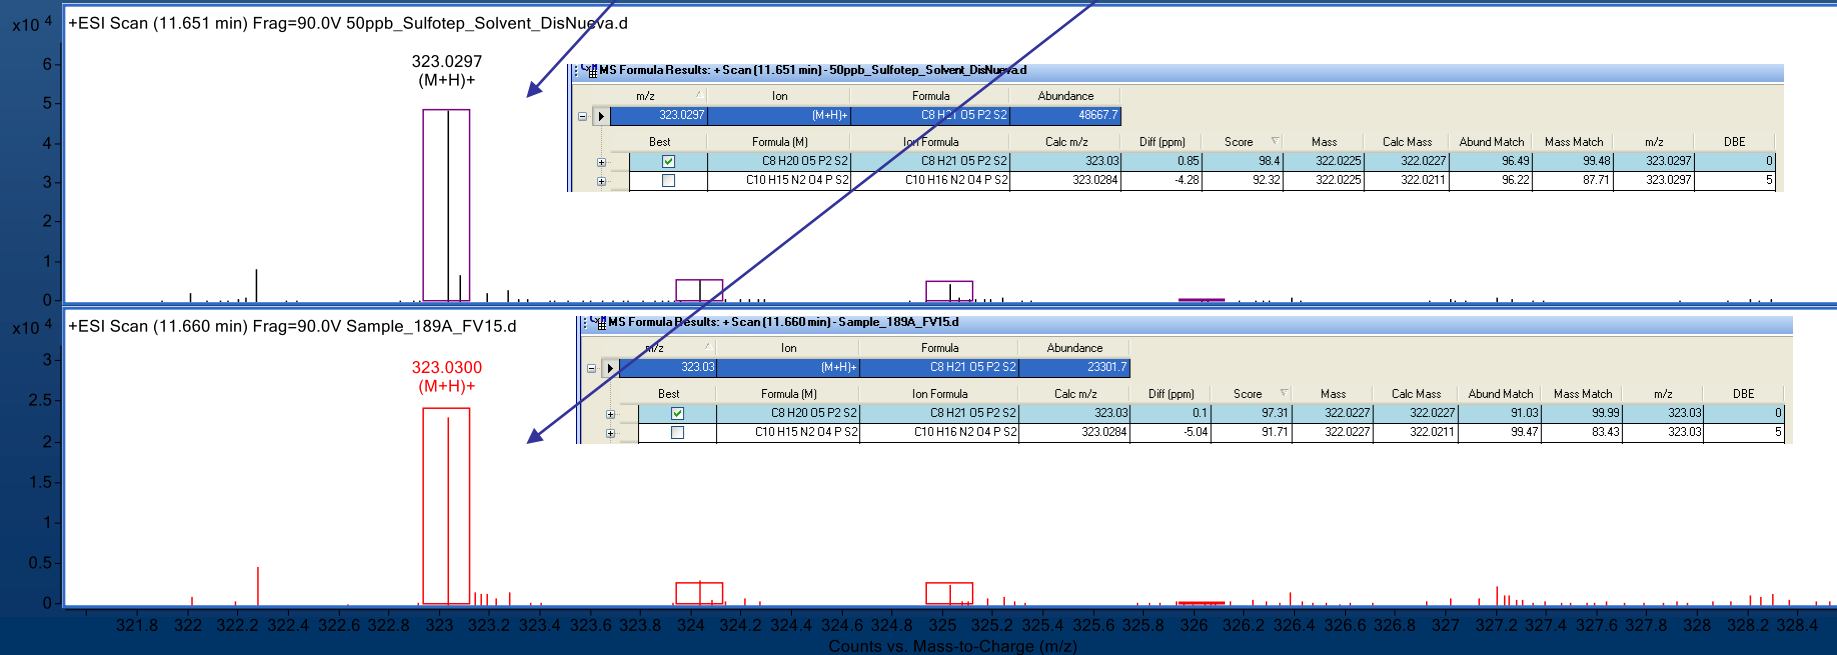 x10 4
+ESI Scan (11.651 min) Frag=90.0V 50ppb_Sulfotep_Solvent_DisNueva.d
323.0297
(M+H)+
6
5
4
3
2
1
0
MS Formula Results: + Scan (11.651 min) - 50ppb_Sulfotep_Solvent_DisNueva.d
m/z Ion Formula Abundance
323.0297 (M+H)+ C8 H21 O5 P2 S2 48667.7
Best Formula (M) Ion Formula Calc m/z Diff (ppm) Score Mass Calc Mass Abund Match Mass Match m/z DBE
C8 H20 O5 P2 S2 C8 H21 O5 P2 S2 323.03 0.85 98.4 322.0225 322.0227 96.49 99.48 323.0297 0
C10 H15 N2 O4 P S2 C10 H16 N2 O4 P S2 323.0284 -4.28 92.32 322.0225 322.0211 96.22 87.71 323.0297 5
x10 4
+ESI Scan (11.660 min) Frag=90.0V Sample_189A_FV15.d
323.0300
(M+H)+
3
2.5
2
1.5
1
0.5
0
MS Formula Results: + Scan (11.660 min) - Sample_189A_FV15.d
m/z Ion Formula Abundance
323.03 (M+H)+ C8 H21 O5 P2 S2 23301.7
Best Formula (M) Ion Formula Calc m/z Diff (ppm) Score Mass Calc Mass Abund Match Mass Match m/z DBE
C8 H20 O5 P2 S2 C8 H21 O5 P2 S2 323.03 0.1 97.31 322.0227 322.0227 91.03 99.99 323.03 0
C10 H15 N2 O4 P S2 C10 H16 N2 O4 P S2 323.0284 -5.04 91.71 322.0227 322.0211 99.47 83.43 323.03 5
321.8 322 322.2 322.4 322.6 322.8 323 323.2 323.4 323.6 323.8 324 324.2 324.4 324.6 324.8 325 325.2 325.4 325.6 325.8 326 326.2 326.4 326.6 326.8 327 327.2 327.4 327.6 327.8 328 328.2 328.4
Counts vs. Mass-to-Charge (m/z)